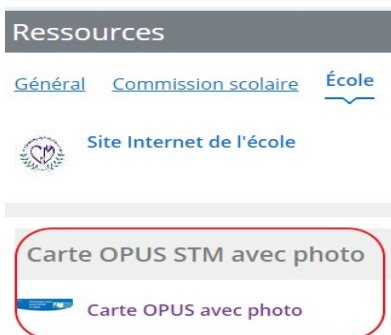 Ressources
Général Commission scolaire École
Site Internet de l'école
Carte OPUS STM avec photo
Carte OPUS avec photo